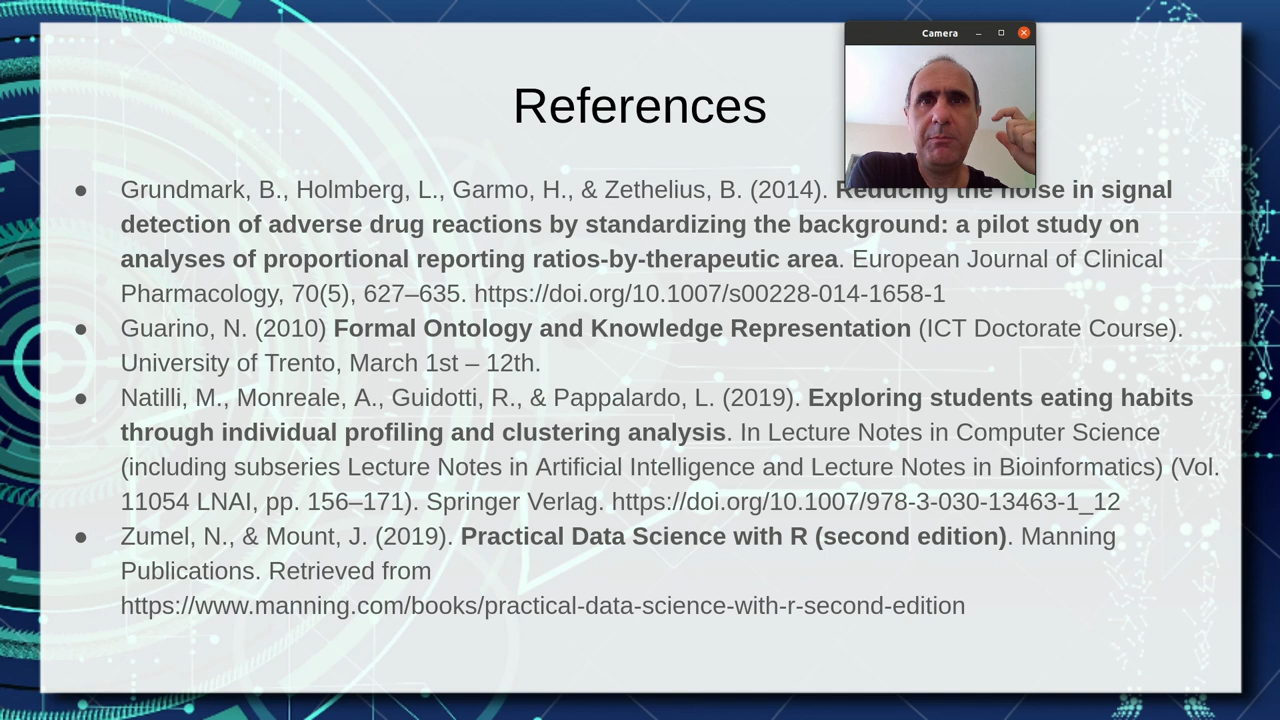 Camera
References
● Grundmark, B., Holmberg, L., Garmo, H., & Zethelius, B. (2014). Reducing the noise in signal
detection of adverse drug reactions by standardizing the background: a pilot study on
analyses of proportional reporting ratios-by-therapeutic area. European Journal of Clinical
Pharmacology, 70(5), 627–635. https://doi.org/10.1007/s00228-014-1658-1
● Guarino, N. (2010) Formal Ontology and Knowledge Representation (ICT Doctorate Course).
University of Trento, March 1st – 12th.
● Natilli, M., Monreale, A., Guidotti, R., & Pappalardo, L. (2019). Exploring students eating habits
through individual profiling and clustering analysis. In Lecture Notes in Computer Science
(including subseries Lecture Notes in Artificial Intelligence and Lecture Notes in Bioinformatics) (Vol.
11054 LNAI, pp. 156–171). Springer Verlag. https://doi.org/10.1007/978-3-030-13463-1_12
● Zumel, N., & Mount, J. (2019). Practical Data Science with R (second edition). Manning
Publications. Retrieved from
https://www.manning.com/books/practical-data-science-with-r-second-edition